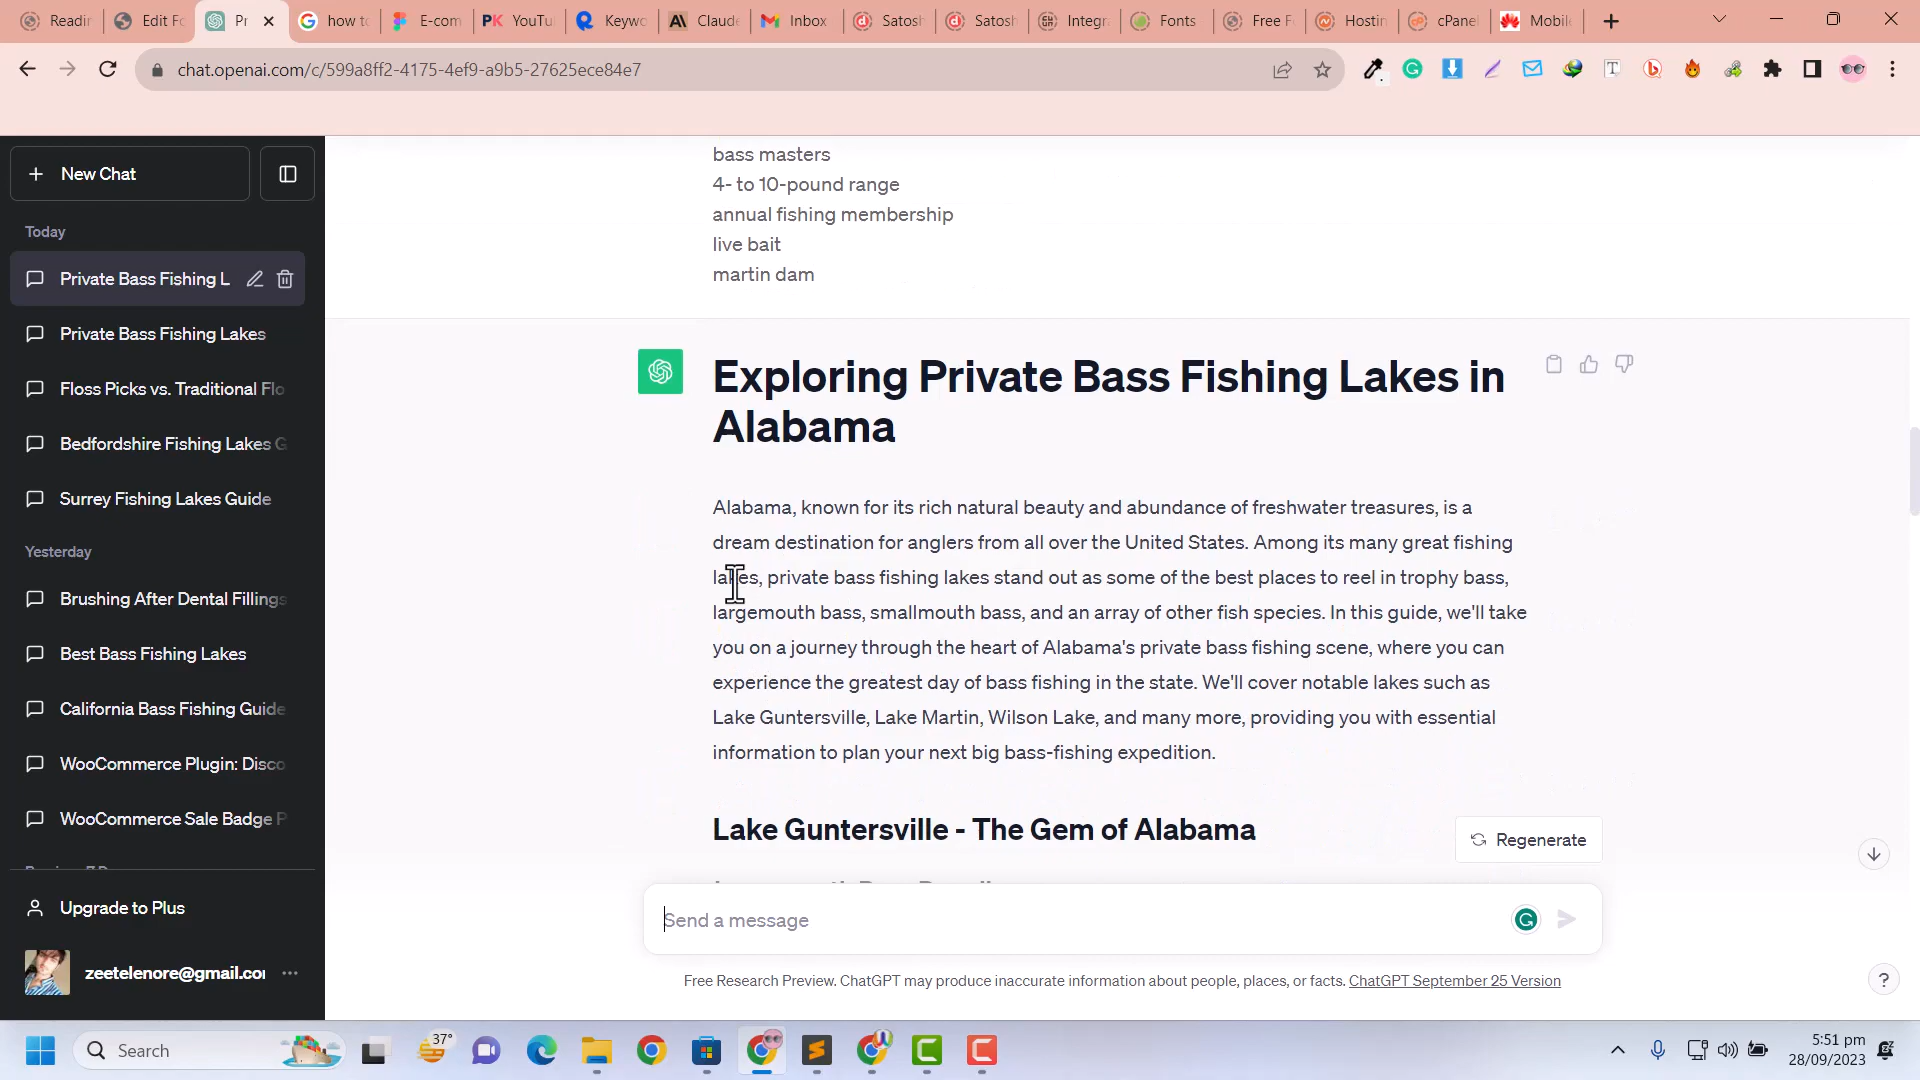 Readin
Edit Fo
Pr
how to
E-com
PK YouTu
Keywo
Claude
Inbox
Satosh
Satosh
Integra
Fonts
Free Fo
Hostin
cPanel
Mobile
chat.openai.com/c/599a8ff2-4175-4ef9-a9b5-27625ece84e7
New Chat
Today
Private Bass Fishing L
Private Bass Fishing Lakes
Floss Picks vs. Traditional Flo
Bedfordshire Fishing Lakes G
Surrey Fishing Lakes Guide
Yesterday
Brushing After Dental Fillings
Best Bass Fishing Lakes
California Bass Fishing Guide
WooCommerce Plugin: Disco
WooCommerce Sale Badge P
Upgrade to Plus
zeetelenore@gmail.co
bass masters
4- to 10-pound range
annual fishing membership
live bait
martin dam
Exploring Private Bass Fishing Lakes in
Alabama
Alabama, known for its rich natural beauty and abundance of freshwater treasures, is a
dream destination for anglers from all over the United States. Among its many great fishing
lakes, private bass fishing lakes stand out as some of the best places to reel in trophy bass,
largemouth bass, smallmouth bass, and an array of other fish species. In this guide, we'll take
you on a journey through the heart of Alabama's private bass fishing scene, where you can
experience the greatest day of bass fishing in the state. We'll cover notable lakes such as
Lake Guntersville, Lake Martin, Wilson Lake, and many more, providing you with essential
information to plan your next big bass-fishing expedition.
Lake Guntersville - The Gem of Alabama
Regenerate
Send a message
Free Research Preview. ChatGPT may produce inaccurate information about people, places, or facts. ChatGPT September 25 Version
?
Search
37°
5:51 pm
28/09/2023